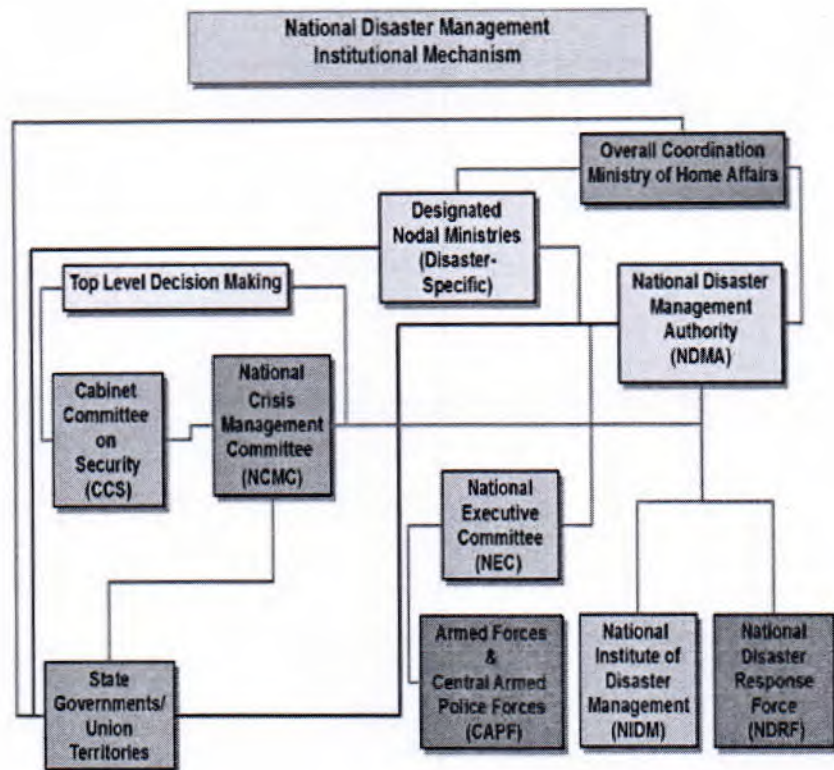 National Disaster Management
Institutional Mechanism
Overall Coordination
Ministry of Home Affairs
Designated
Nodal Ministries
(Disaster-
Specific)
Top Level Decision Making
National Disaster
Management
Authority
(NDMA)
Cabinet
Committee
on
Security
(CCS)
National
Crisis
Management
Committee
(NCMC)
National
Executive
Committee
(NEC)
State
Governments/
Union
Territories
Armed Forces
&
Central Armed
Police Forces
(CAPF)
National
Institute of
Disaster
Management
(NIDM)
National
Disaster
Response
Force
(NDRF)